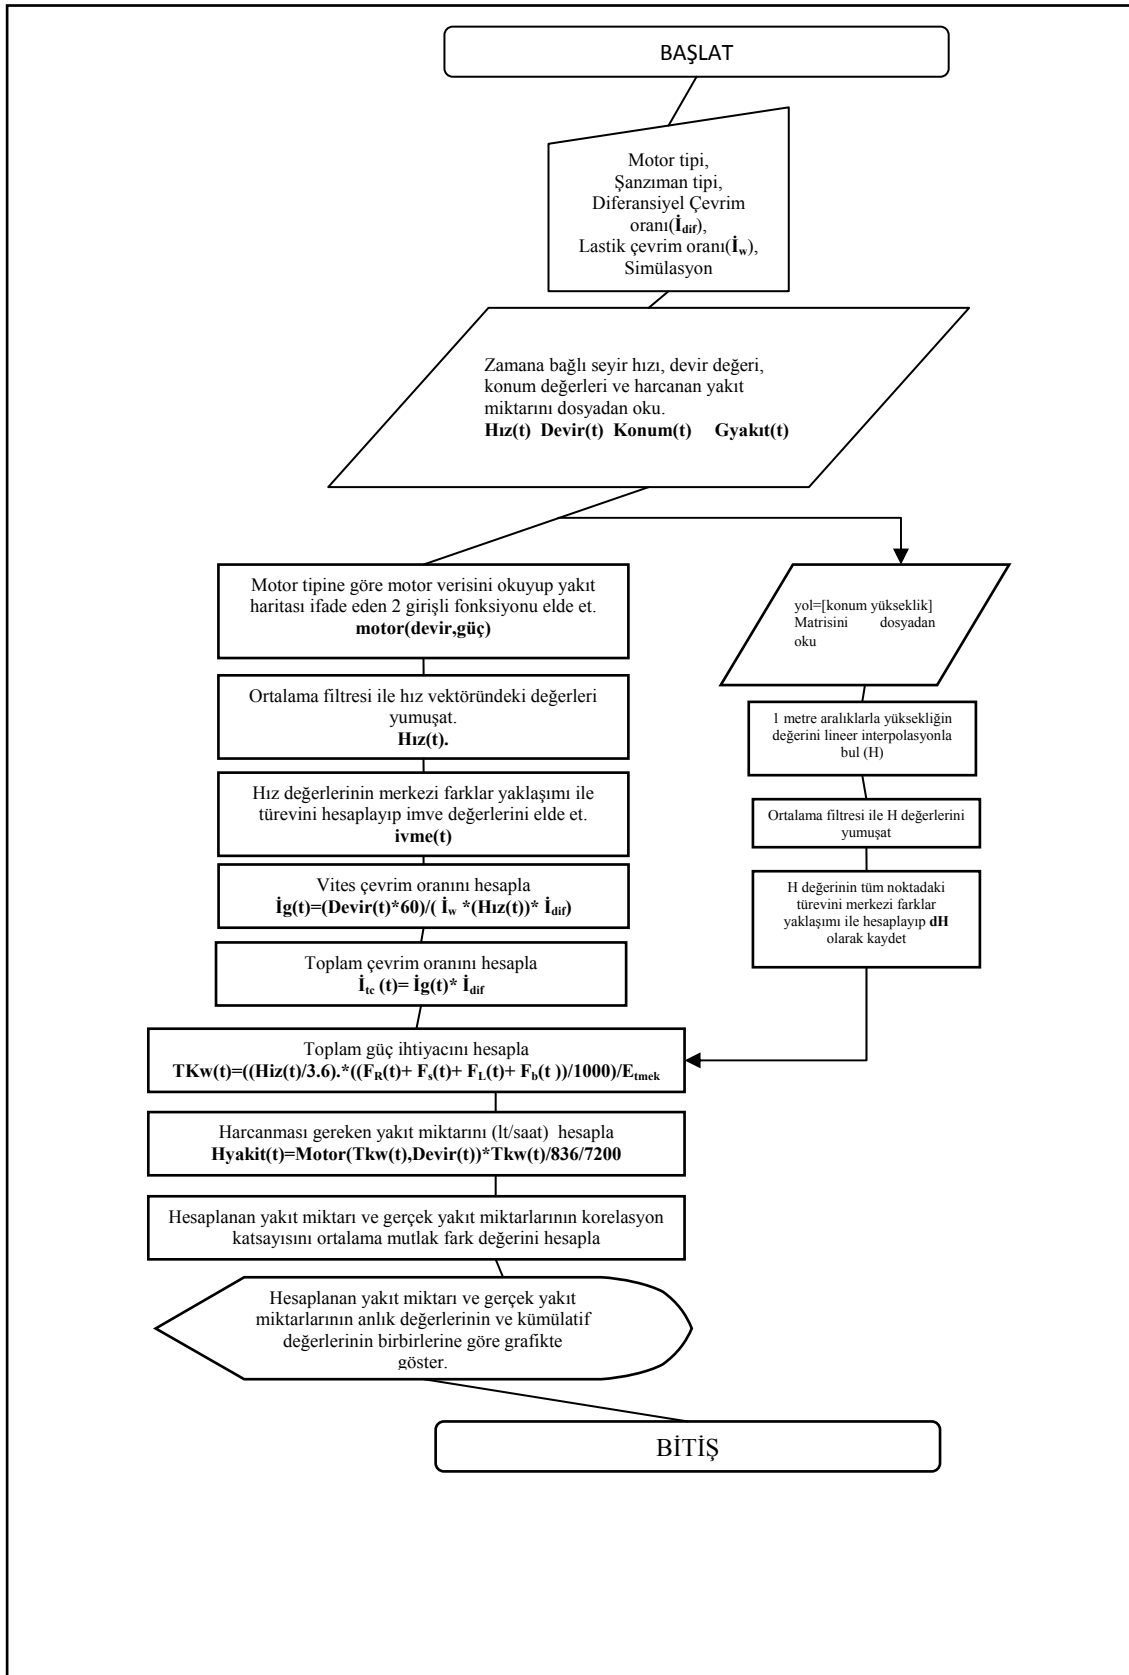 BAŞLAT
Motor tipi,
Şanzıman tipi,
Diferansiyel Çevrim
oranı(İdif),
Lastik çevrim oranı(İw),
Simülasyon
Zamana bağlı seyir hızı, devir değeri,
konum değerleri ve harcanan yakıt
miktarını dosyadan oku.
Hız(t) Devir(t) Konum(t) Gyakıt(t)
Motor tipine göre motor verisini okuyup yakıt
haritası ifade eden 2 girişli fonksiyonu elde et.
motor(devir,güç)
Ortalama filtresi ile hız vektöründeki değerleri
yumuşat.
Hız(t).
Hız değerlerinin merkezi farklar yaklaşımı ile
türevini hesaplayıp imve değerlerini elde et.
ivme(t)
Vites çevrim oranını hesapla
İg(t)=(Devir(t)*60)/( İw *(Hız(t))* İdif)
Toplam çevrim oranını hesapla
İtc (t)= İg(t)* İdif
yol=[konum yükseklik]
Matrisini dosyadan
oku
1 metre aralıklarla yüksekliğin
değerini lineer interpolasyonla
bul (H)
Ortalama filtresi ile H değerlerini
yumuşat
H değerinin tüm noktadaki
türevini merkezi farklar
yaklaşımı ile hesaplayıp dH
olarak kaydet
Toplam güç ihtiyacını hesapla
TKw(t)=((Hiz(t)/3.6).*((FR(t)+ Fs(t)+ FL(t)+ Fb(t ))/1000)/Etmek
Harcanması gereken yakıt miktarını (lt/saat) hesapla
Hyakit(t)=Motor(Tkw(t),Devir(t))*Tkw(t)/836/7200
Hesaplanan yakıt miktarı ve gerçek yakıt miktarlarının korelasyon
katsayısını ortalama mutlak fark değerini hesapla
Hesaplanan yakıt miktarı ve gerçek yakıt
miktarlarının anlık değerlerinin ve kümülatif
değerlerinin birbirlerine göre grafikte
göster.
BİTİŞ